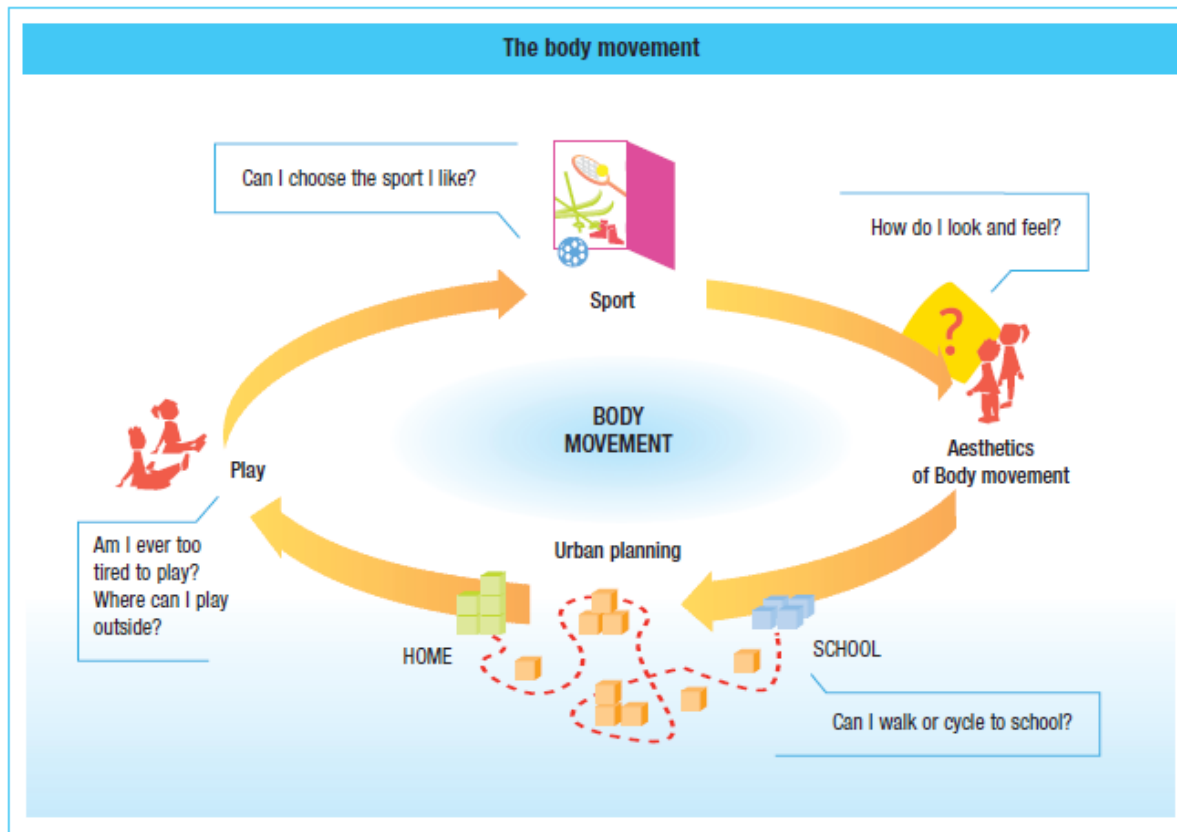 The body movement
Can I choose the sport I like?
How do I look and feel?
Sport
?
BODY
MOVEMENT
Aesthetics
of Body movement
Play
Am I ever too
tired to play?
Where can I play
outside?
Urban planning
HOME
SCHOOL
Can I walk or cycle to school?